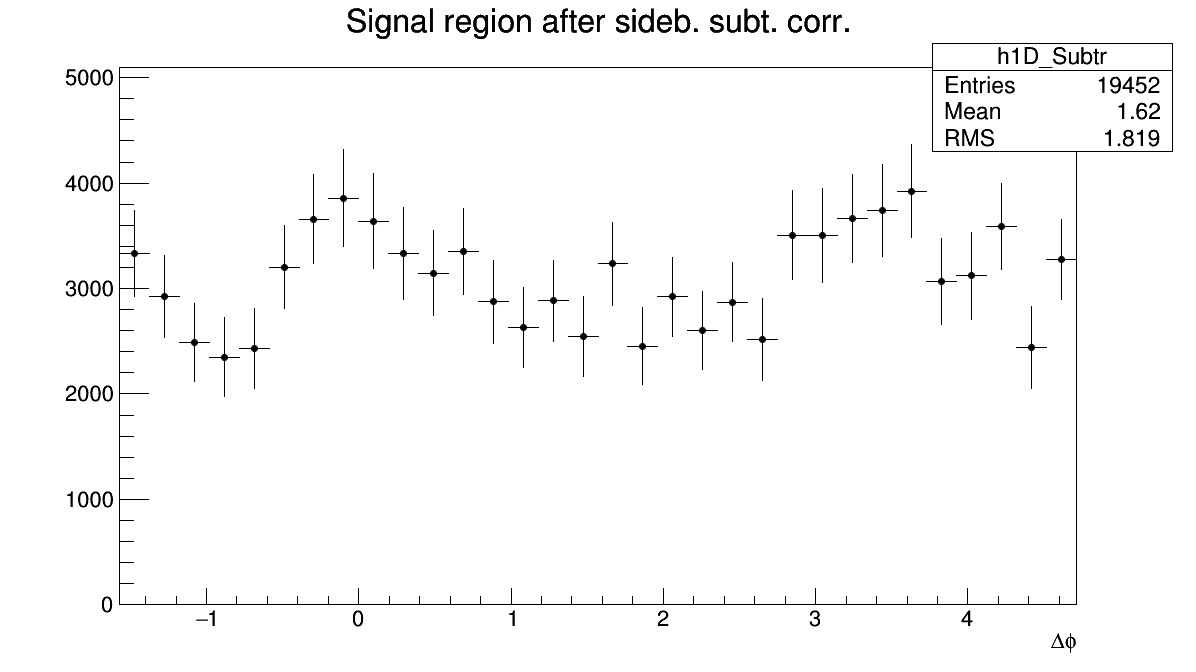 Signal region after sideb. subt. corr.
h1D_Subtr
Entries 19452
Mean 1.62
RMS 1.819
5000
4000
3000
2000
1000
0
−1 0 1 2 3 4
Δϕ